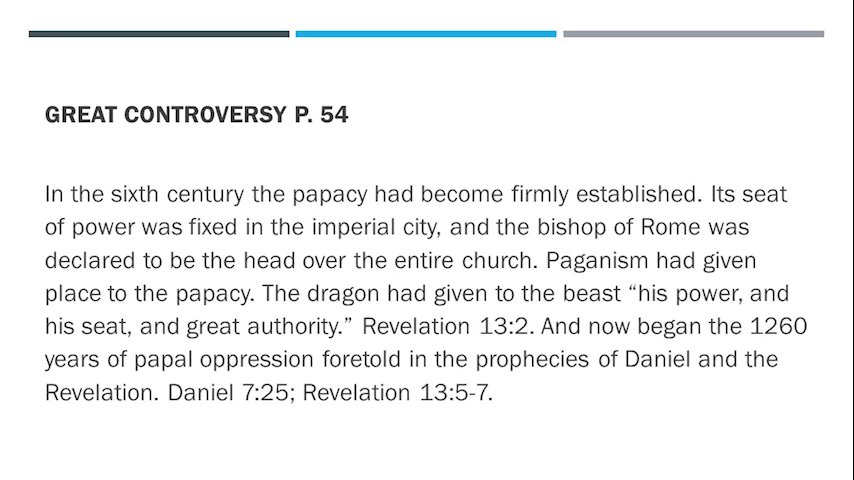 GREAT CONTROVERSY P. 54
In the sixth century the papacy had become firmly established. Its seat
of power was fixed in the imperial city, and the bishop of Rome was
declared to be the head over the entire church. Paganism had given
place to the papacy. The dragon had given to the beast “his power, and
his seat, and great authority.” Revelation 13:2. And now began the 1260
years of papal oppression foretold in the prophecies of Daniel and the
Revelation. Daniel 7:25; Revelation 13:5-7.